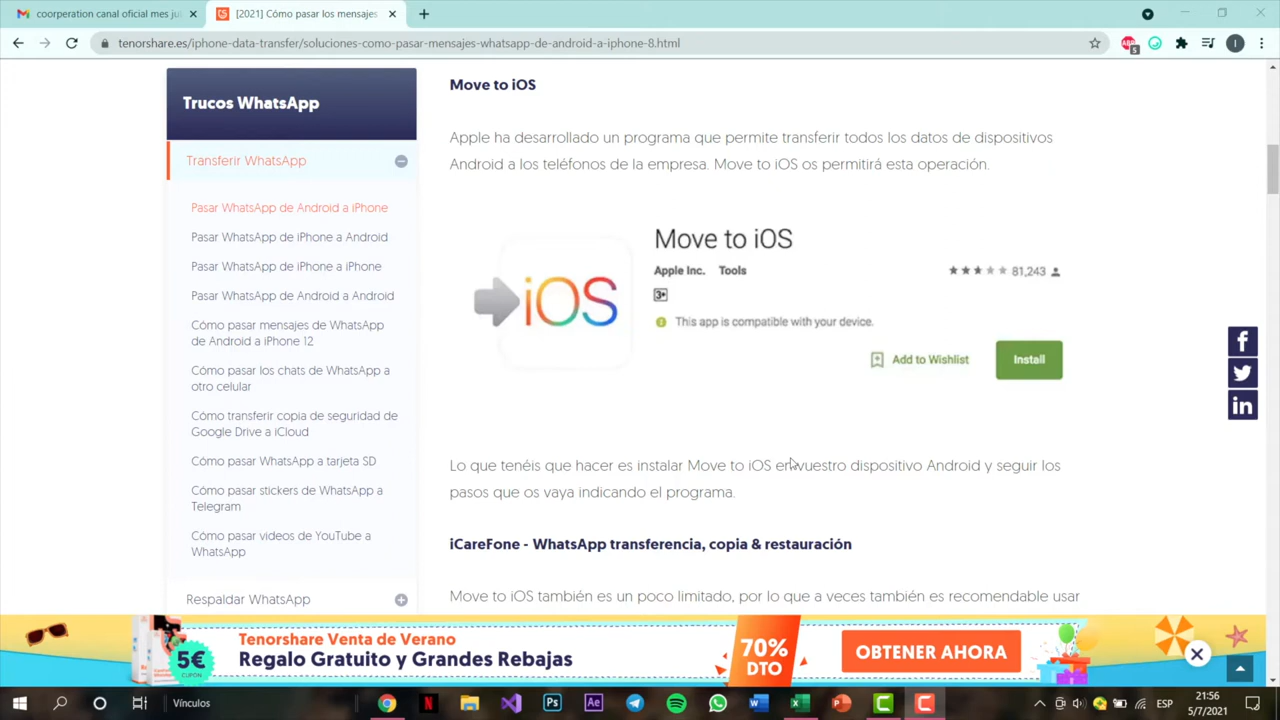 coorperation canal oficial mes ju
[2021] Cómo pasar los mensajes
tenorshare.es/iphone-data-transfer/soluciones-como-pasar-mensajes-whatsapp-de-android-a-iphone-8.html
Trucos WhatsApp
Transferir WhatsApp
Pasar WhatsApp de Android a iPhone
Pasar WhatsApp de iPhone a Android
Pasar WhatsApp de iPhone a iPhone
Pasar WhatsApp de Android a Android
Cómo pasar mensajes de WhatsApp
de Android a iPhone 12
Cómo pasar los chats de WhatsApp a
otro celular
Cómo transferir copia de seguridad de
Google Drive a iCloud
Cómo pasar WhatsApp a tarjeta SD
Cómo pasar stickers de WhatsApp a
Telegram
Cómo pasar videos de YouTube a
WhatsApp
Respaldar WhatsApp
Move to iOS
Apple ha desarrollado un programa que permite transferir todos los datos de dispositivos
Android a los teléfonos de la empresa. Move to iOS os permitirá esta operación.
iOS
Move to iOS
Apple Inc. Tools
81,243
3+
This app is compatible with your device.
Add to Wishlist
Install
Lo que tenéis que hacer es instalar Move to iOS en vuestro dispositivo Android y seguir los
pasos que os vaya indicando el programa.
iCareFone - WhatsApp transferencia, copia & restauración
Move to iOS también es un poco limitado, por lo que a veces también es recomendable usar
5€
CUPÓN
Tenorshare Venta de Verano
Regalo Gratuito y Grandes Rebajas
70%
DTO
OBTENER AHORA
Vínculos
ESP
21:56
5/7/2021